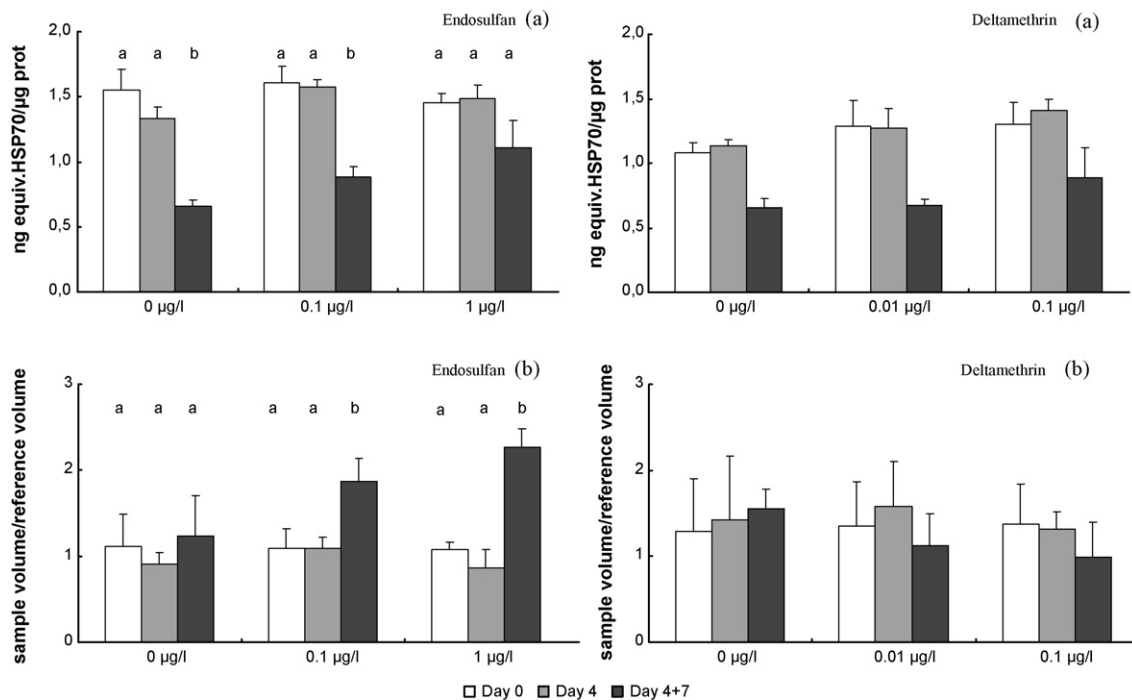 Endosulfan (a)
ng equiv.HSP70/µg prot
2,0
1,5
1,0
0,5
0,0
a a b a a b a a a
0 µg/l 0.1 µg/l 1 µg/l
Deltamethrin (a)
ng equiv.HSP70/µg prot
2,0
1,5
1,0
0,5
0,0
0 µg/l 0.01 µg/l 0.1 µg/l
Endosulfan (b)
sample volume/reference volume
3
2
1
0
a a a a a b a a b
0 µg/l 0.1 µg/l 1 µg/l
Deltamethrin (b)
sample volume/reference volume
3
2
1
0
0 µg/l 0.01 µg/l 0.1 µg/l
Day 0 Day 4 Day 4+7